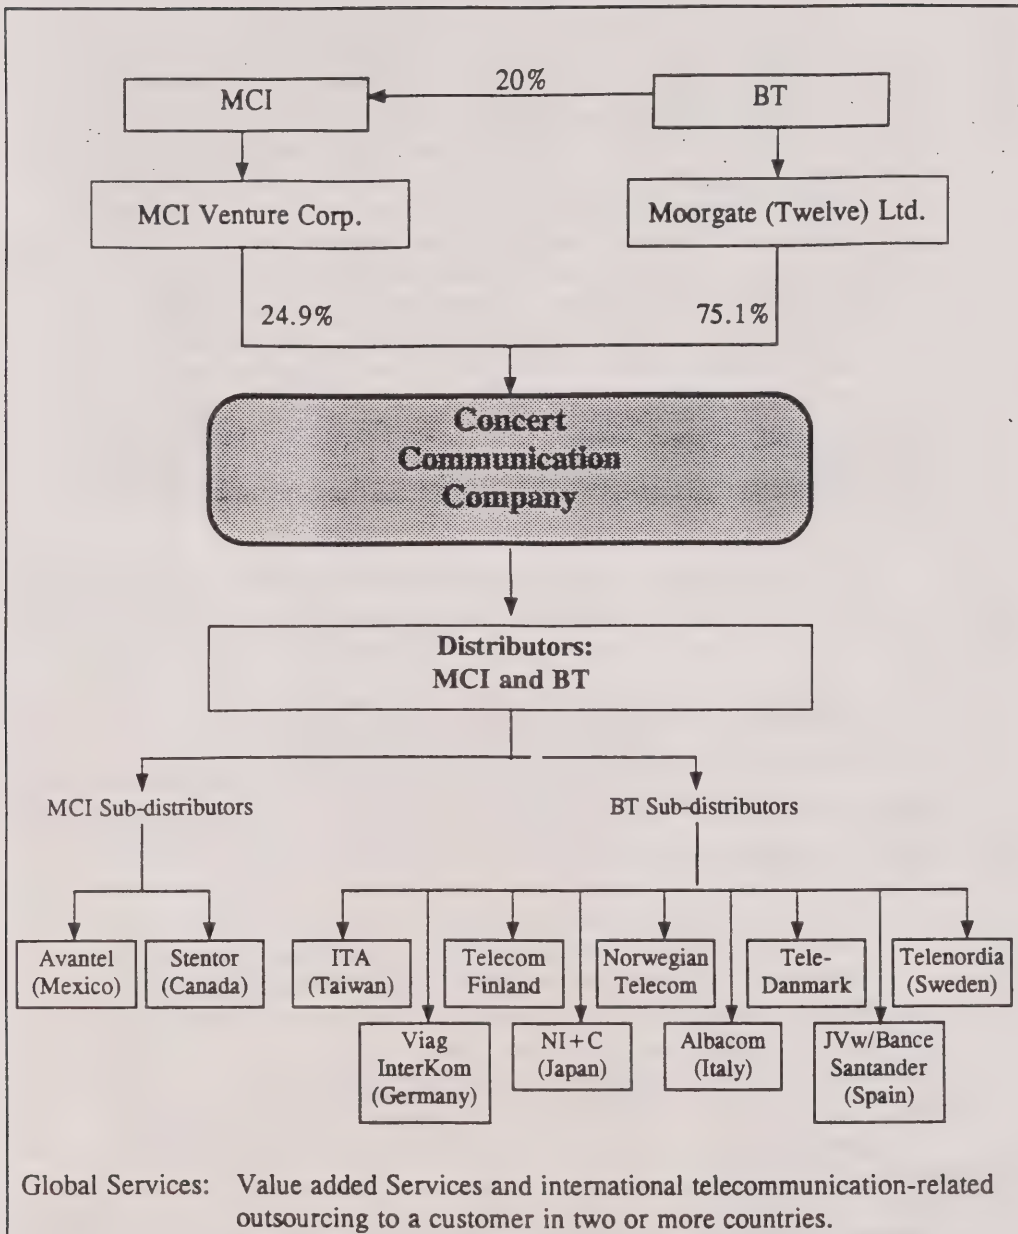 20%
MCI
BT
MCI Venture Corp.
Moorgate (Twelve) Ltd.
24.9%
75.1%
Concert
Communication
Company
Distributors:
MCI and BT
MCI Sub-distributors
BT Sub-distributors
Avantel
(Mexico)
Stentor
(Canada)
ITA
(Taiwan)
Telecom
Finland
Norwegian
Telecom
Tele-
Danmark
Telenordia
(Sweden)
Viag
InterKom
(Germany)
NI+C
(Japan)
Albacom
(Italy)
JVw/Bance
Santander
(Spain)
Global Services: Value added Services and international telecommunication-related
outsourcing to a customer in two or more countries.